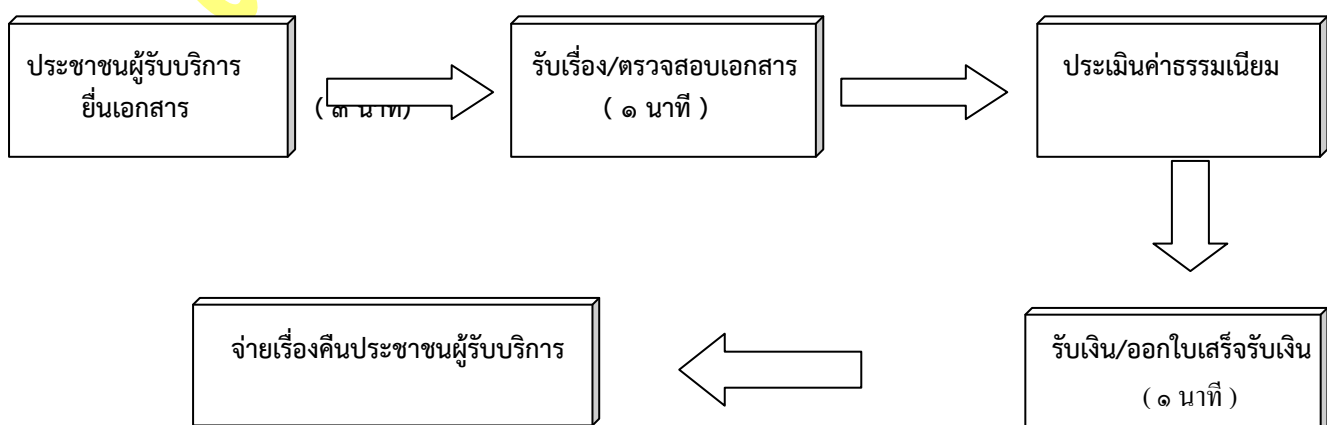 ประชาชนผู้รับบริการ
ยื่นเอกสาร
( ๓ นาที)
รับเรื่อง/ตรวจสอบเอกสาร
( ๑ นาที )
ประเมินค่าธรรมเนียม
รับเงิน/ออกใบเสร็จรับเงิน
( ๑ นาที )
จ่ายเรื่องคืนประชาชนผู้รับบริการ